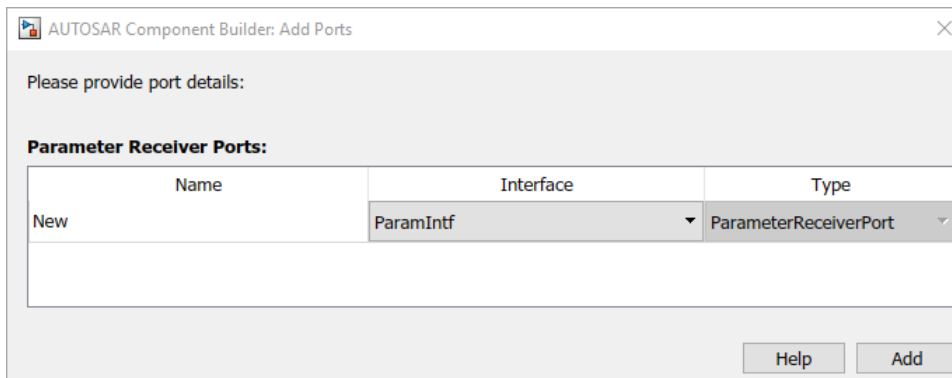 AUTOSAR Component Builder: Add Ports
Please provide port details:
Parameter Receiver Ports:
Name Interface Type
New ParamIntf ParameterReceiverPort
Help Add